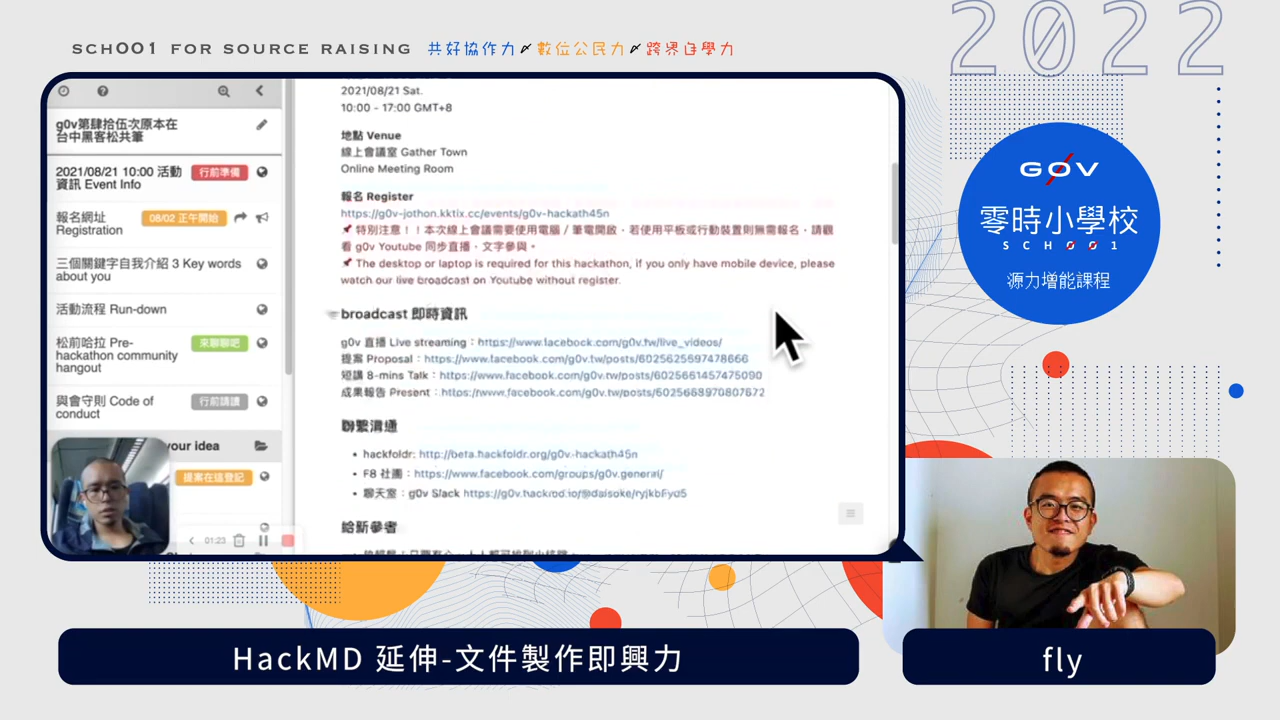 SCHOO1 FOR SOURCE RAISING 共好協作力 數位公民力 跨界自學力
2022
g0v第肆拾伍次原本在
台中黑客松共筆
2021/08/21 10:00 活動
資訊 Event Info
行前準備
報名網址
Registration
08/02 正午開始
三個關鍵字自我介紹 3 Key words
about you
活動流程 Run-down
松前哈拉 Pre-
hackathon community
hangout
來聊聊吧
與會守則 Code of
conduct
行前請讀
your idea
提案在這登記
01:23
2021/08/21 Sat.
10:00 - 17:00 GMT+8
地點 Venue
線上會議室 Gather Town
Online Meeting Room
報名 Register
https://g0v-jothon.kktix.cc/events/g0v-hackath45n
特別注意！！本次線上會議需要使用電腦 / 筆電開啟，若使用平板或行動裝置則無需報名，請觀
看 g0v Youtube 同步直播，文字參與。
The desktop or laptop is required for this hackathon, if you only have mobile device, please
watch our live broadcast on Youtube without register.
broadcast 即時資訊
g0v 直播 Live streaming：https://www.facebook.com/g0v.tw/live_videos/
提案 Proposal：https://www.facebook.com/g0v.tw/posts/6025625697478666
短講 8-mins Talk：https://www.facebook.com/g0v.tw/posts/6025661457475090
成果報告 Present：https://www.facebook.com/g0v.tw/posts/6025668970807672
聯繫溝通
hackfoldr: http://beta.hackfoldr.org/g0v-hackath45n
FB 社團：https://www.facebook.com/groups/g0v.general/
聊天室：g0v Slack
給新參者
GØV
零時小學校
SCHOO1
源力增能課程
HackMD 延伸-文件製作即興力
fly